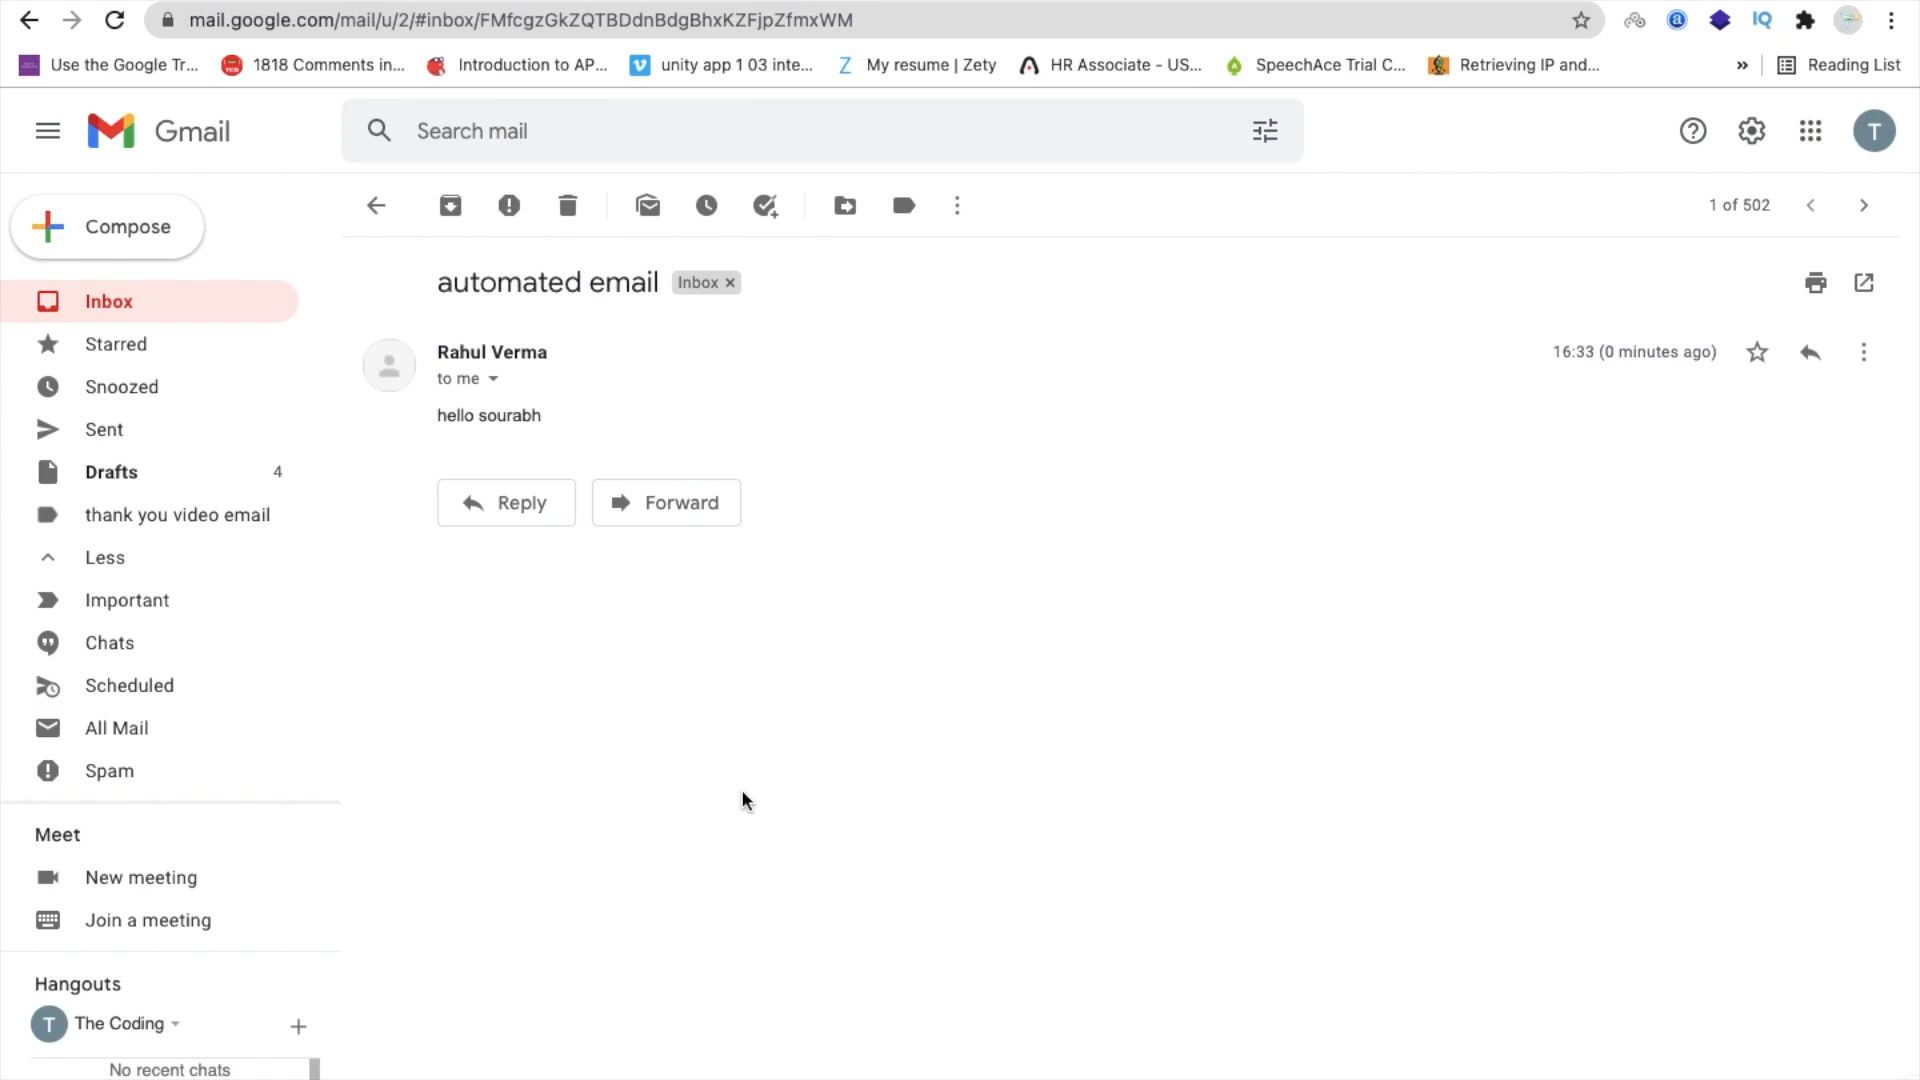 mail.google.com/mail/u/2/#inbox/FMfcgzGkZQTBDdnBdgBhxKZFjpZfmxWM
Use the Google Tr... 1818 Comments in... Introduction to AP... unity app 1 03 inte... My resume | Zety HR Associate - US... SpeechAce Trial C... Retrieving IP and... » Reading List
Gmail Search mail T
Compose
1 of 502
automated email Inbox ×
Inbox
Starred
Snoozed
Sent
Drafts 4
thank you video email
Less
Important
Chats
Scheduled
All Mail
Spam
Rahul Verma 16:33 (0 minutes ago)
to me
hello sourabh
Reply Forward
Meet
New meeting
Join a meeting
Hangouts
T The Coding +
No recent chats